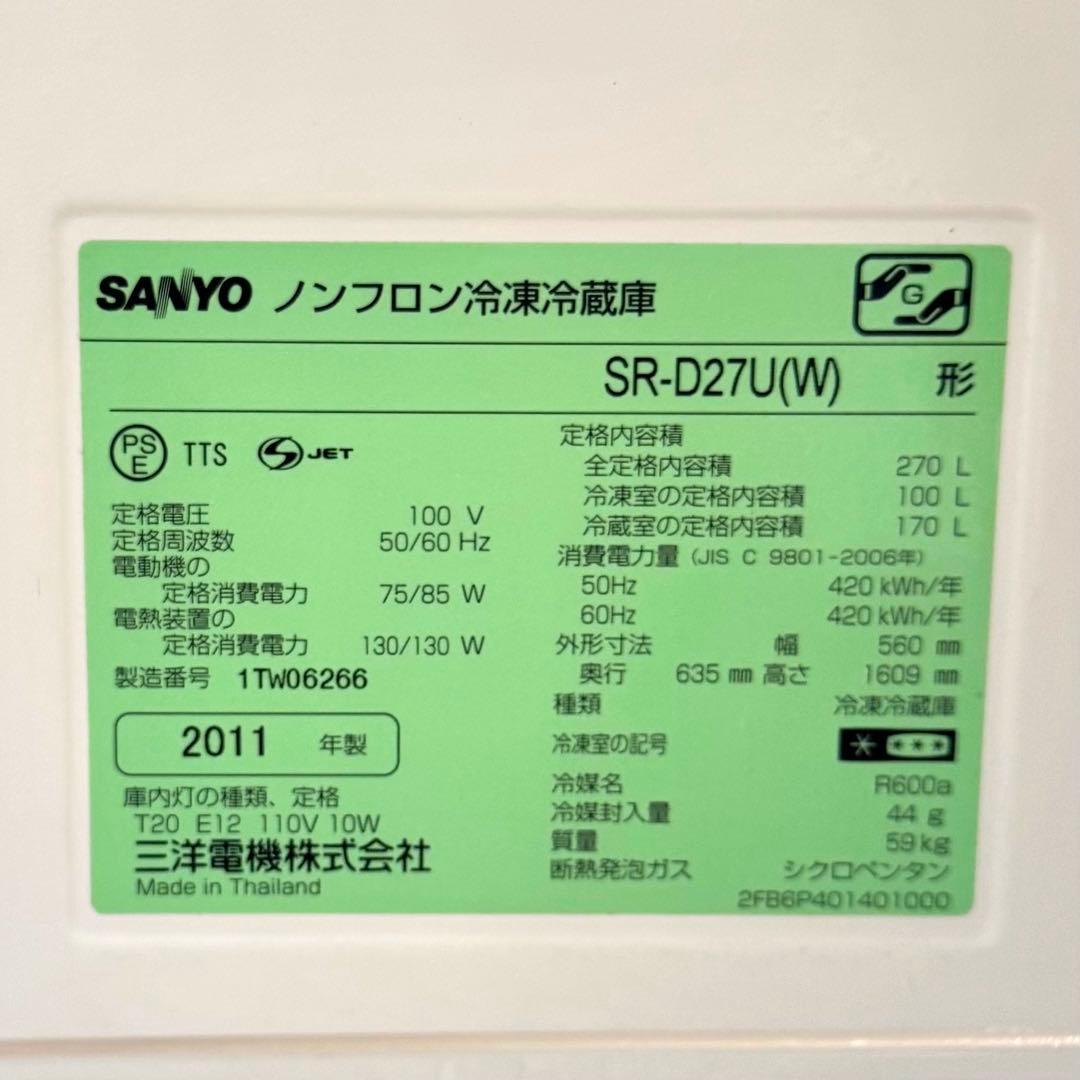 SANYO ノンフロン冷凍冷蔵庫
G
SR-D27U(W) 形
PSE TTS S JET
定格電圧 100 V
定格周波数 50/60 Hz
電動機の
定格消費電力 75/85 W
電熱装置の
定格消費電力 130/130 W
製造番号 1TW06266
2011 年製
庫内灯の種類、定格
T20 E12 110V 10W
三洋電機株式会社
Made in Thailand
定格内容積
全定格内容積 270 L
冷凍室の定格内容積 100 L
冷蔵室の定格内容積 170 L
消費電力量 (JIS C 9801-2006年)
50Hz 420 kWh/年
60Hz 420 kWh/年
外形寸法 幅 560 ㎜
奥行 635 ㎜ 高さ 1609 ㎜
種類 冷凍冷蔵庫
冷凍室の記号 * ***
冷媒名 R600a
冷媒封入量 44 g
質量 59 kg
断熱発泡ガス シクロペンタン
2FB6P401401000